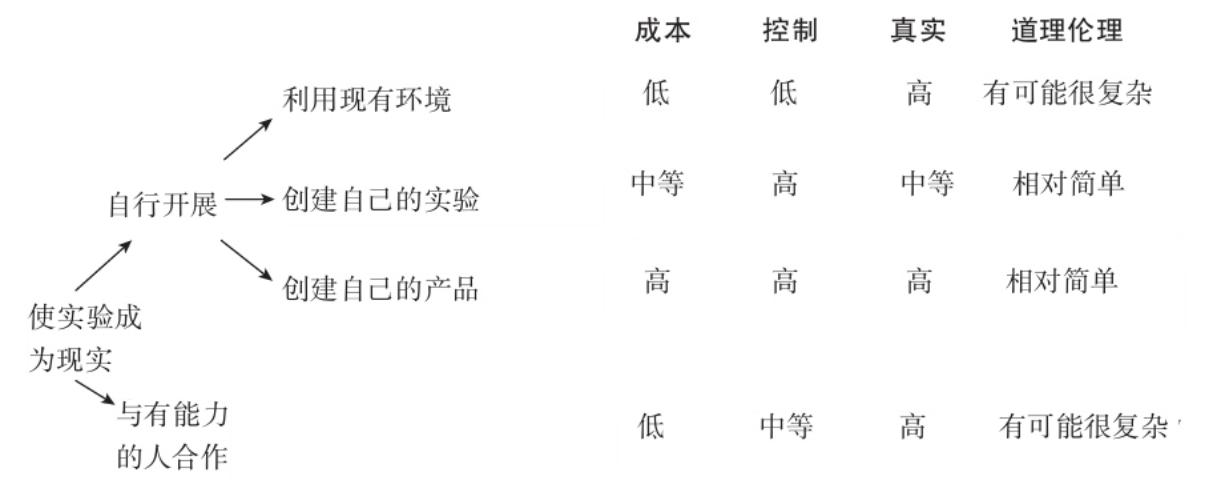 成本 控制 真实 道理伦理
利用现有环境 低 低 高 有可能很复杂
自行开展 创建自己的实验 中等 高 中等 相对简单
创建自己的产品 高 高 高 相对简单
使实验成
为现实
与有能力
的人合作 低 中等 高 有可能很复杂